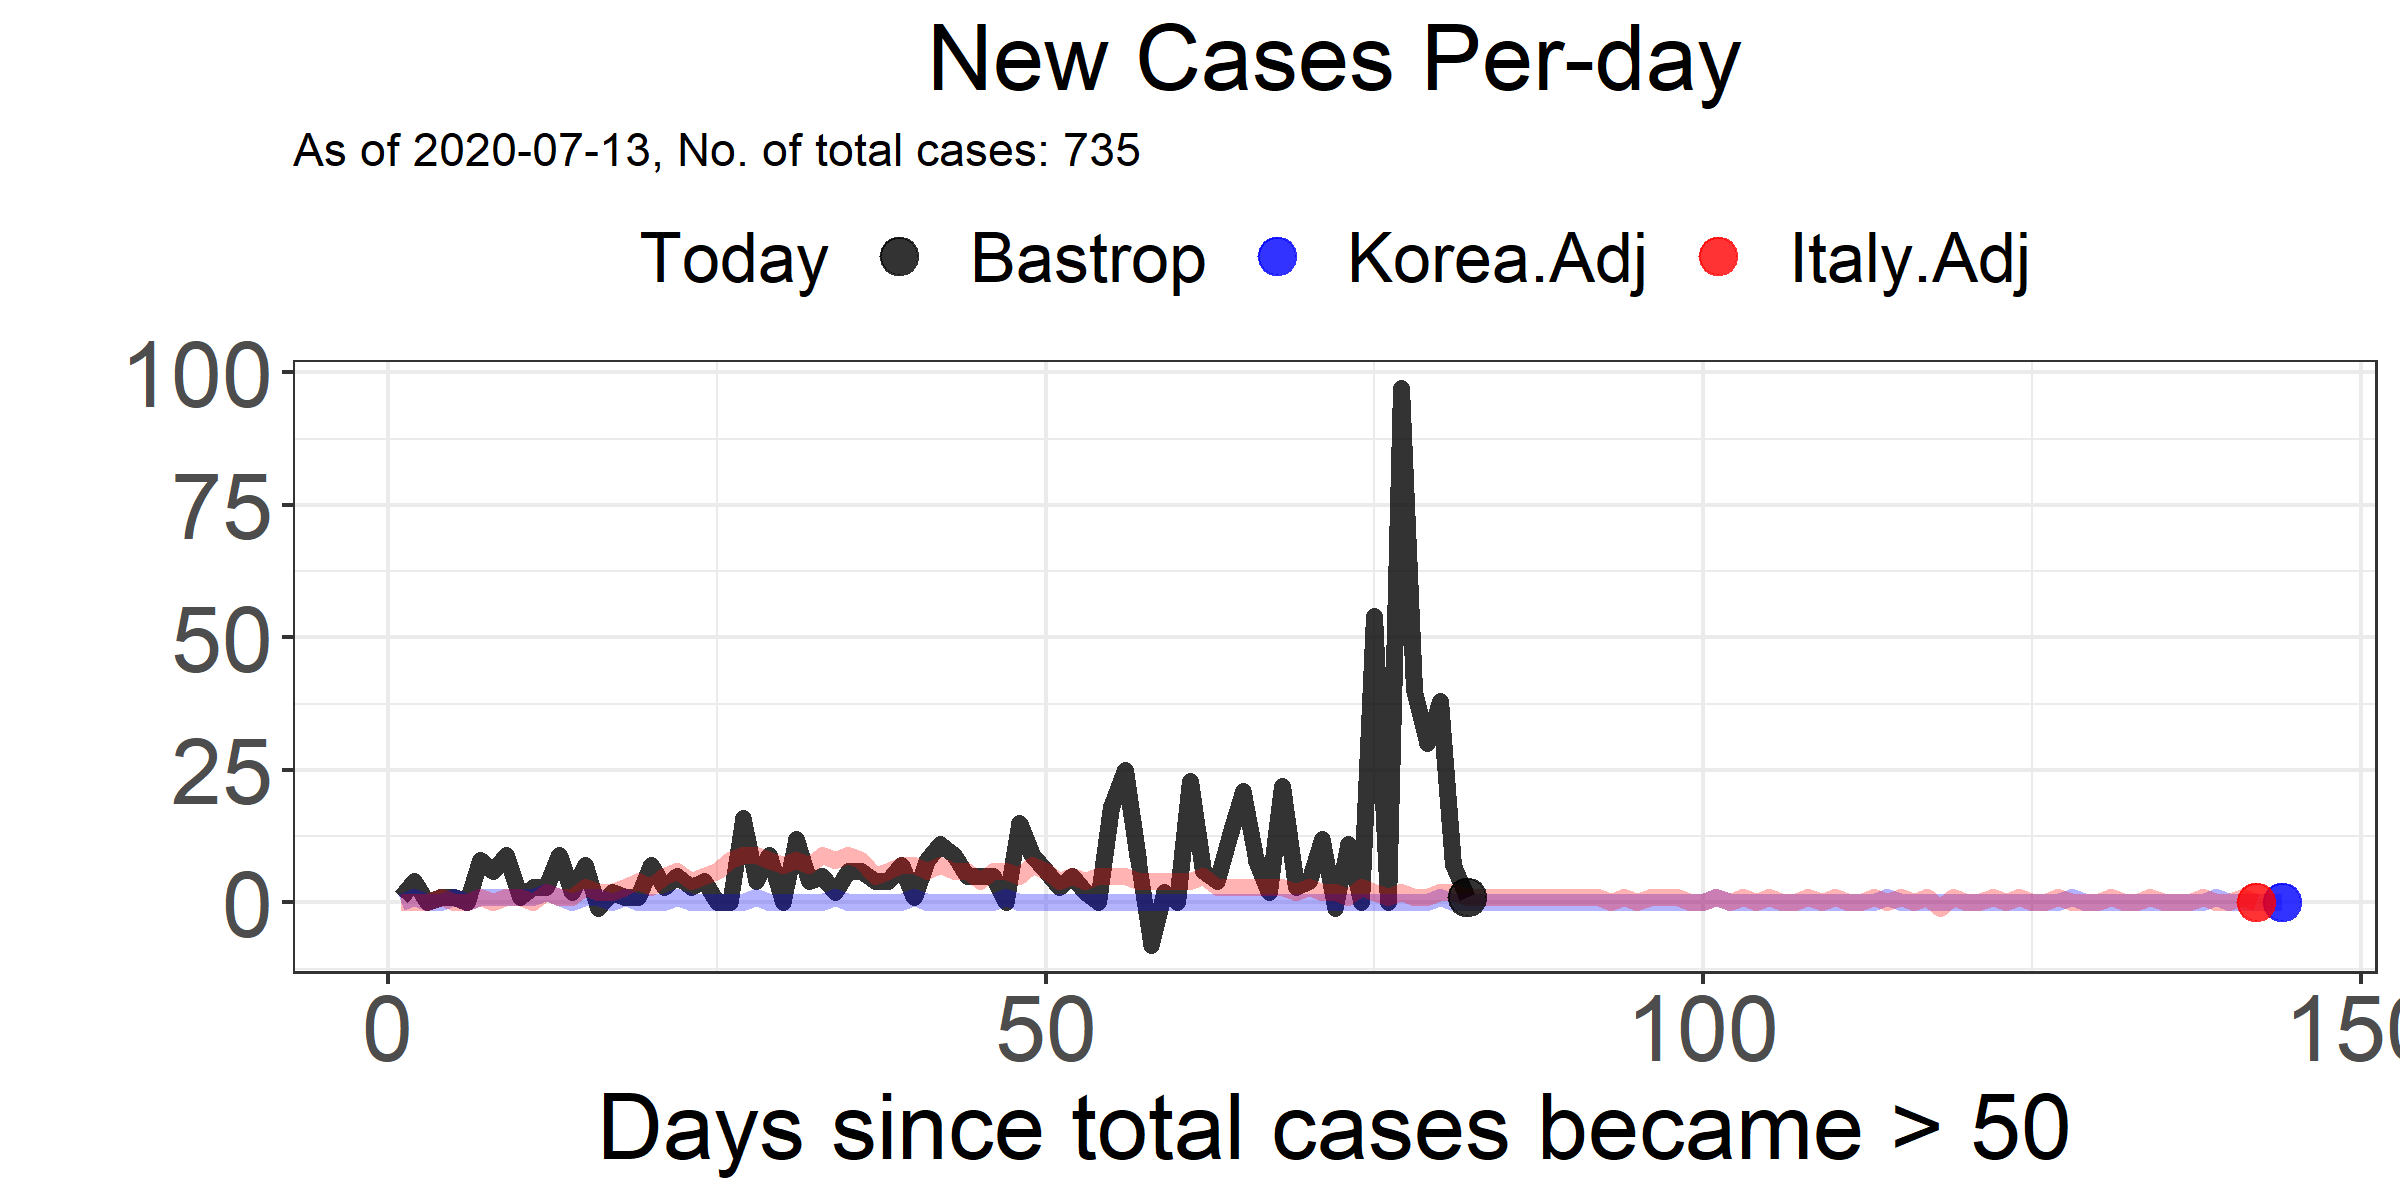 New Cases Per-day
As of 2020-07-13, No. of total cases: 735
Today Bastrop Korea.Adj Italy.Adj
100
75
50
25
0
0 50 100 150
Days since total cases became > 50